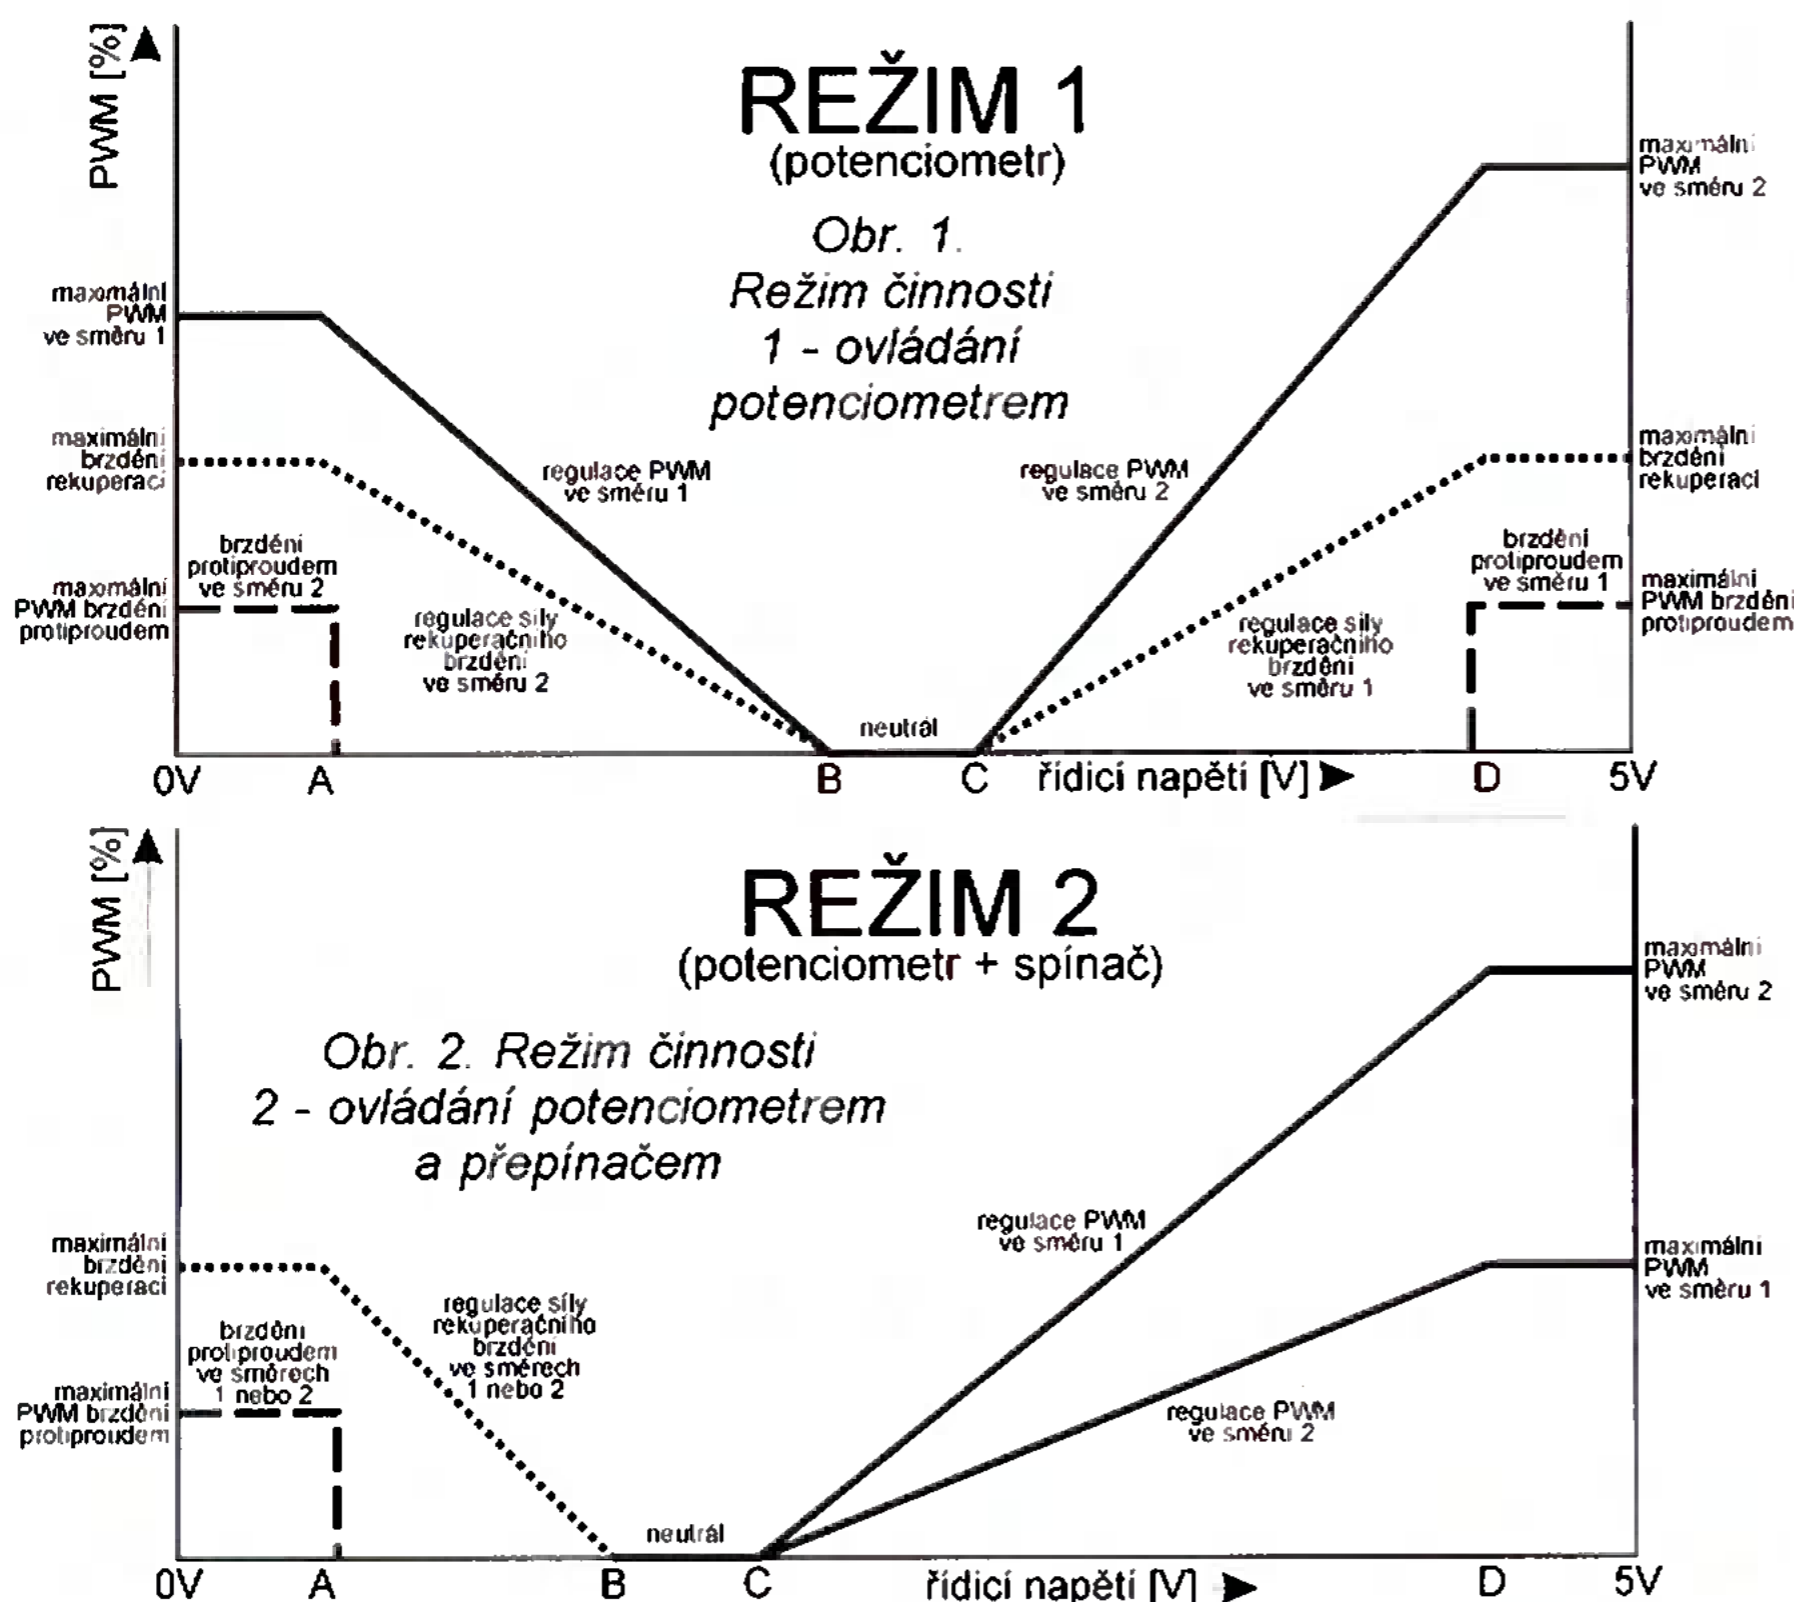 PWM [%]
REŽIM 1
(potenciometr)
Obr. 1.
Režim činnosti
1 - ovládání
potenciometrem
maximální
PWM
ve směru 1
maximální
brzdění
rekuperací
brzdění
protiproudem
ve směru 2
maximální
PWM brzdění
protiproudem
regulace PWM
ve směru 1
regulace síly
rekuperačního
brzdění
ve směru 2
neutrál
regulace PWM
ve směru 2
regulace síly
rekuperačního
brzdění
ve směru 1
maximální
PWM
ve směru 2
maximální
brzdění
rekuperací
brzdění
protiproudem
ve směru 1
maximální
PWM brzdění
protiproudem
0V A B C řídicí napětí [V] D 5V
PWM [%]
REŽIM 2
(potenciometr + spínač)
Obr. 2. Režim činnosti
2 - ovládání potenciometrem
a přepínačem
maximální
brzdění
rekuperací
brzdění
protiproudem
ve směrech
1 nebo 2
maximální
PWM brzdění
protiproudem
regulace síly
rekuperačního
brzdění
ve směrech
1 nebo 2
neutrál
regulace PWM
ve směru 1
regulace PWM
ve směru 2
maximální
PWM
ve směru 2
maximální
PWM
ve směru 1
0V A B C řídicí napětí [V] D 5V